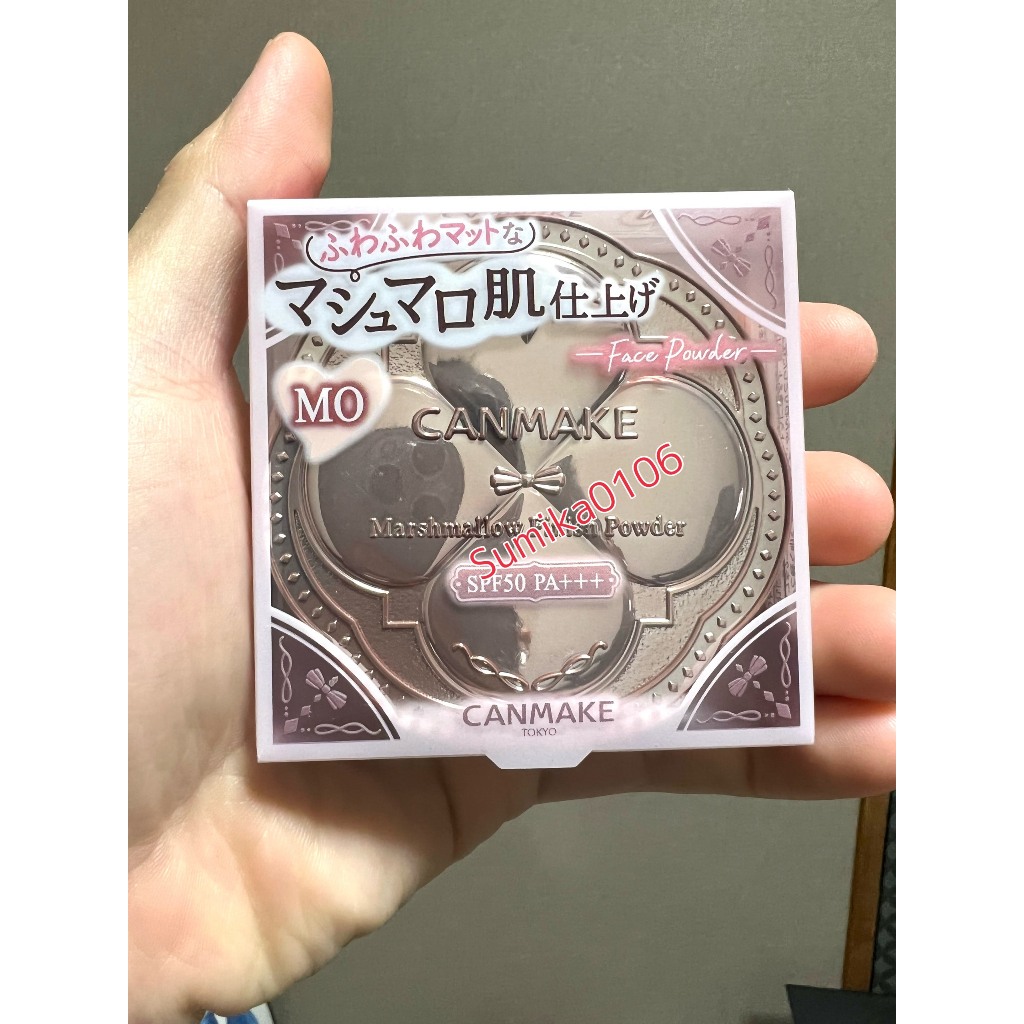 ふわふわマットな
マシュマロ肌仕上げ
Face Powder
MO
CANMAKE
Marshmallow Finish Powder
Sumika0106
SPF50 PA+++
CANMAKE
TOKYO